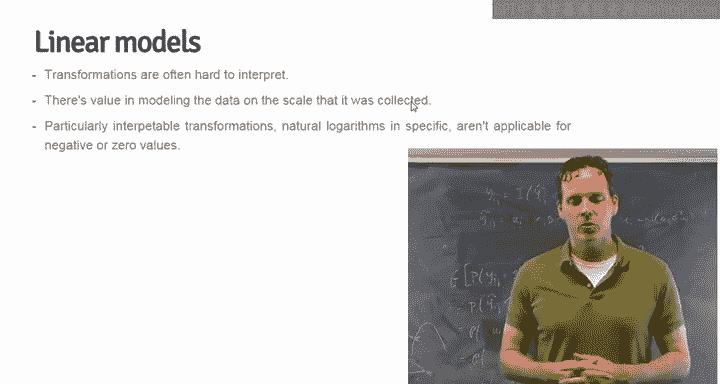 Linear models
- Transformations are often hard to interpret.
- There's value in modeling the data on the scale that it was collected.
- Particularly interpetable transformations, natural logarithms in specific, aren't applicable for
negative or zero values.